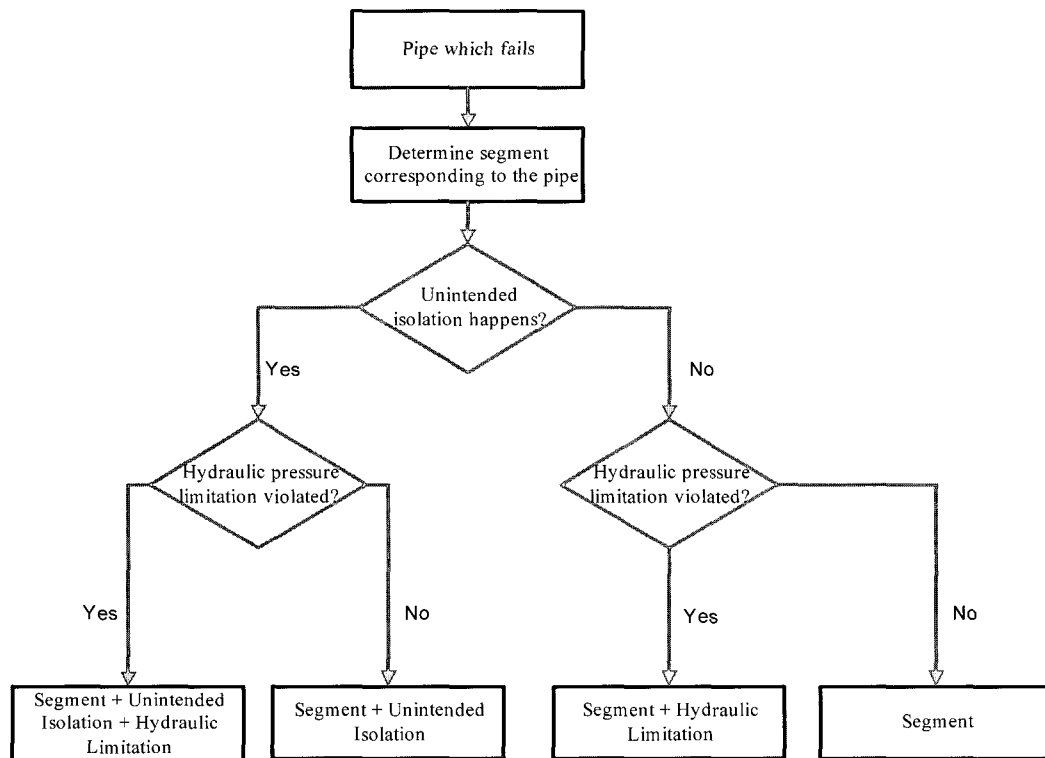 Pipe which fails
Determine segment
corresponding to the pipe
Unintended
isolation happens?
Yes
No
Hydraulic pressure
limitation violated?
Hydraulic pressure
limitation violated?
Yes
No
Yes
No
Segment + Unintended
Isolation + Hydraulic
Limitation
Segment + Unintended
Isolation
Segment + Hydraulic
Limitation
Segment